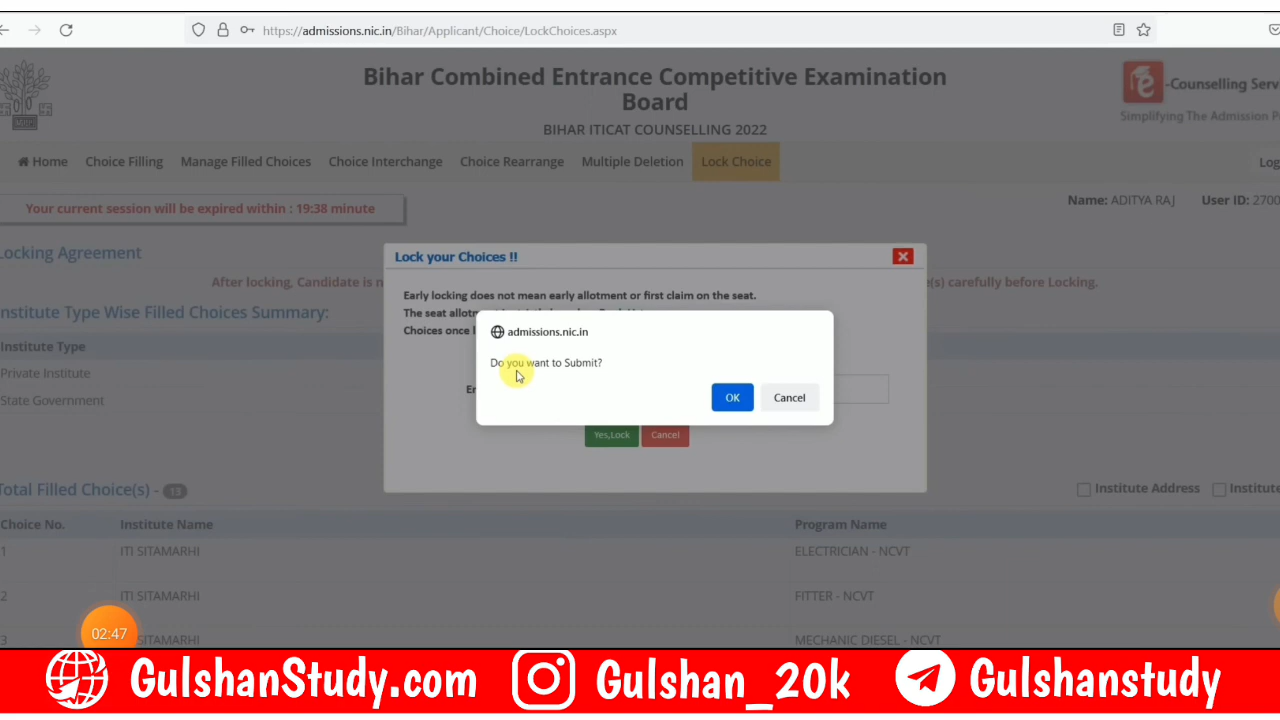 https://admissions.nic.in/Bihar/Applicant/Choice/LockChoices.aspx
Bihar Combined Entrance Competitive Examination
Board
BIHAR ITICAT COUNSELLING 2022
-Counselling Serv
Simplifying The Admission P
Home Choice Filling Manage Filled Choices Choice Interchange Choice Rearrange Multiple Deletion Lock Choice Log
Your current session will be expired within : 19:38 minute
Name: ADITYA RAJ User ID: 2700
Locking Agreement
After locking, Candidate is n
e(s) carefully before Locking.
Institute Type Wise Filled Choices Summary:
Institute Type
Private Institute
State Government
Lock your Choices !!
Early locking does not mean early allotment or first claim on the seat.
The seat allot
Choices once l
En
admissions.nic.in
Do you want to Submit?
OK Cancel
Yes,Lock Cancel
Total Filled Choice(s) - 13
Institute Address Institute
Choice No. Institute Name Program Name
1 ITI SITAMARHI ELECTRICIAN - NCVT
2 ITI SITAMARHI FITTER - NCVT
3 SITAMARHI MECHANIC DIESEL - NCVT
02:47
GulshanStudy.com Gulshan_20k Gulshanstudy